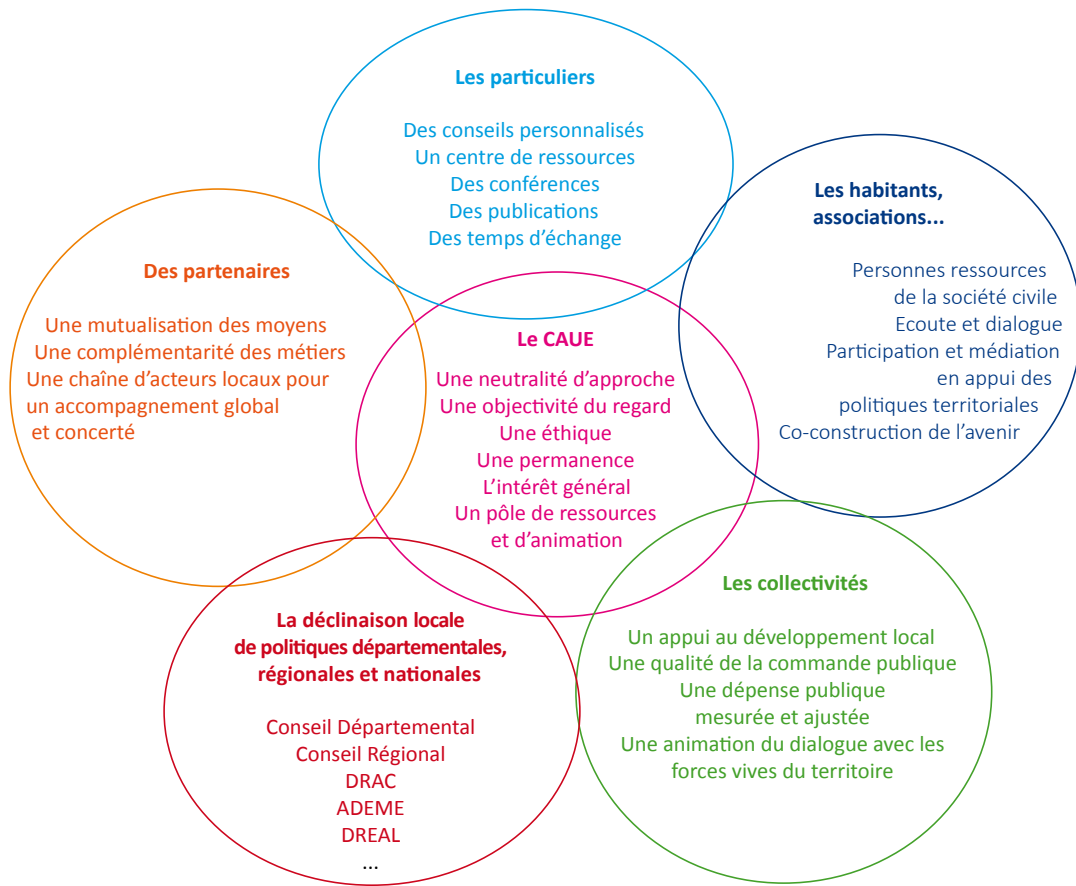 Les particuliers
Des conseils personnalisés
Un centre de ressources
Des conférences
Des publications
Des temps d'échange
Les habitants,
associations...
Personnes ressources
de la société civile
Ecoute et dialogue
Participation et médiation
en appui des
politiques territoriales
Co-construction de l'avenir
Des partenaires
Une mutualisation des moyens
Une complémentarité des métiers
Une chaîne d'acteurs locaux pour
un accompagnement global
et concerté
Le CAUE
Une neutralité d'approche
Une objectivité du regard
Une éthique
Une permanence
L'intérêt général
Un pôle de ressources
et d'animation
La déclinaison locale
de politiques départementales,
régionales et nationales
Conseil Départemental
Conseil Régional
DRAC
ADEME
DREAL
...
Les collectivités
Un appui au développement local
Une qualité de la commande publique
Une dépense publique
mesurée et ajustée
Une animation du dialogue avec les
forces vives du territoire